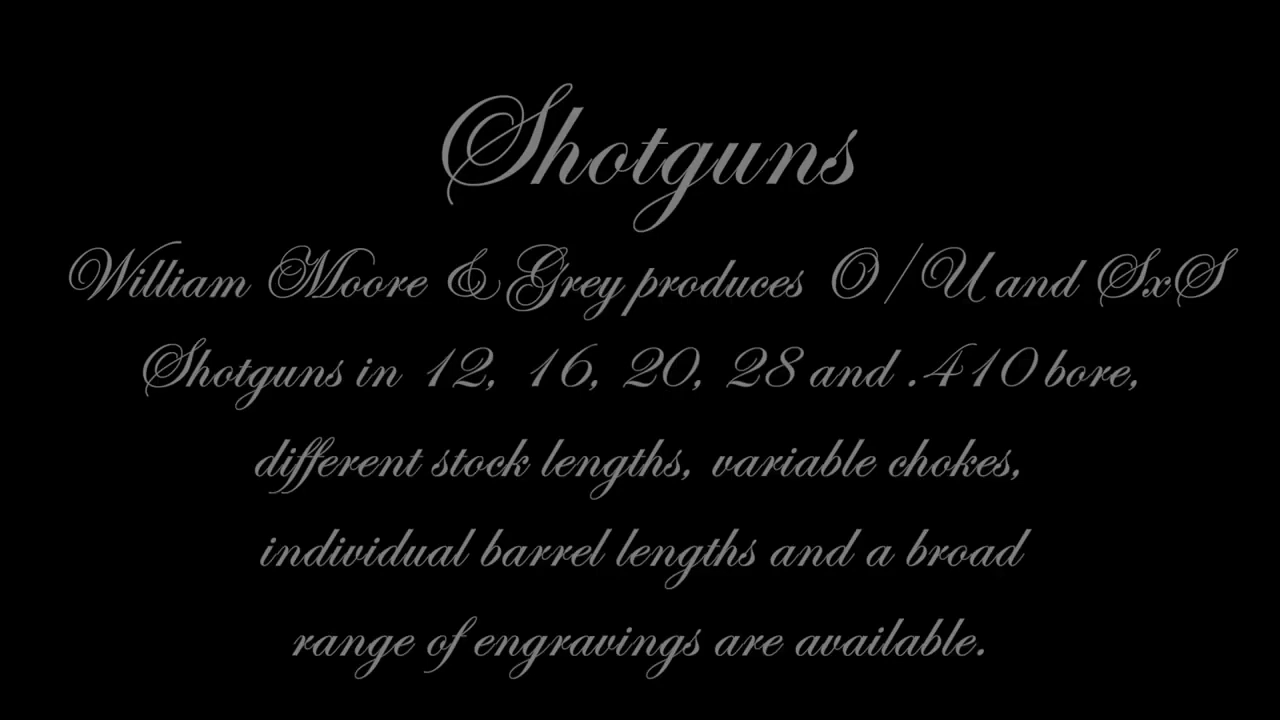 Shotguns
William Moore & Grey produces O/U and SxS
Shotguns in 12, 16, 20, 28 and .410 bore,
different stock lengths, variable chokes,
individual barrel lengths and a broad
range of engravings are available.